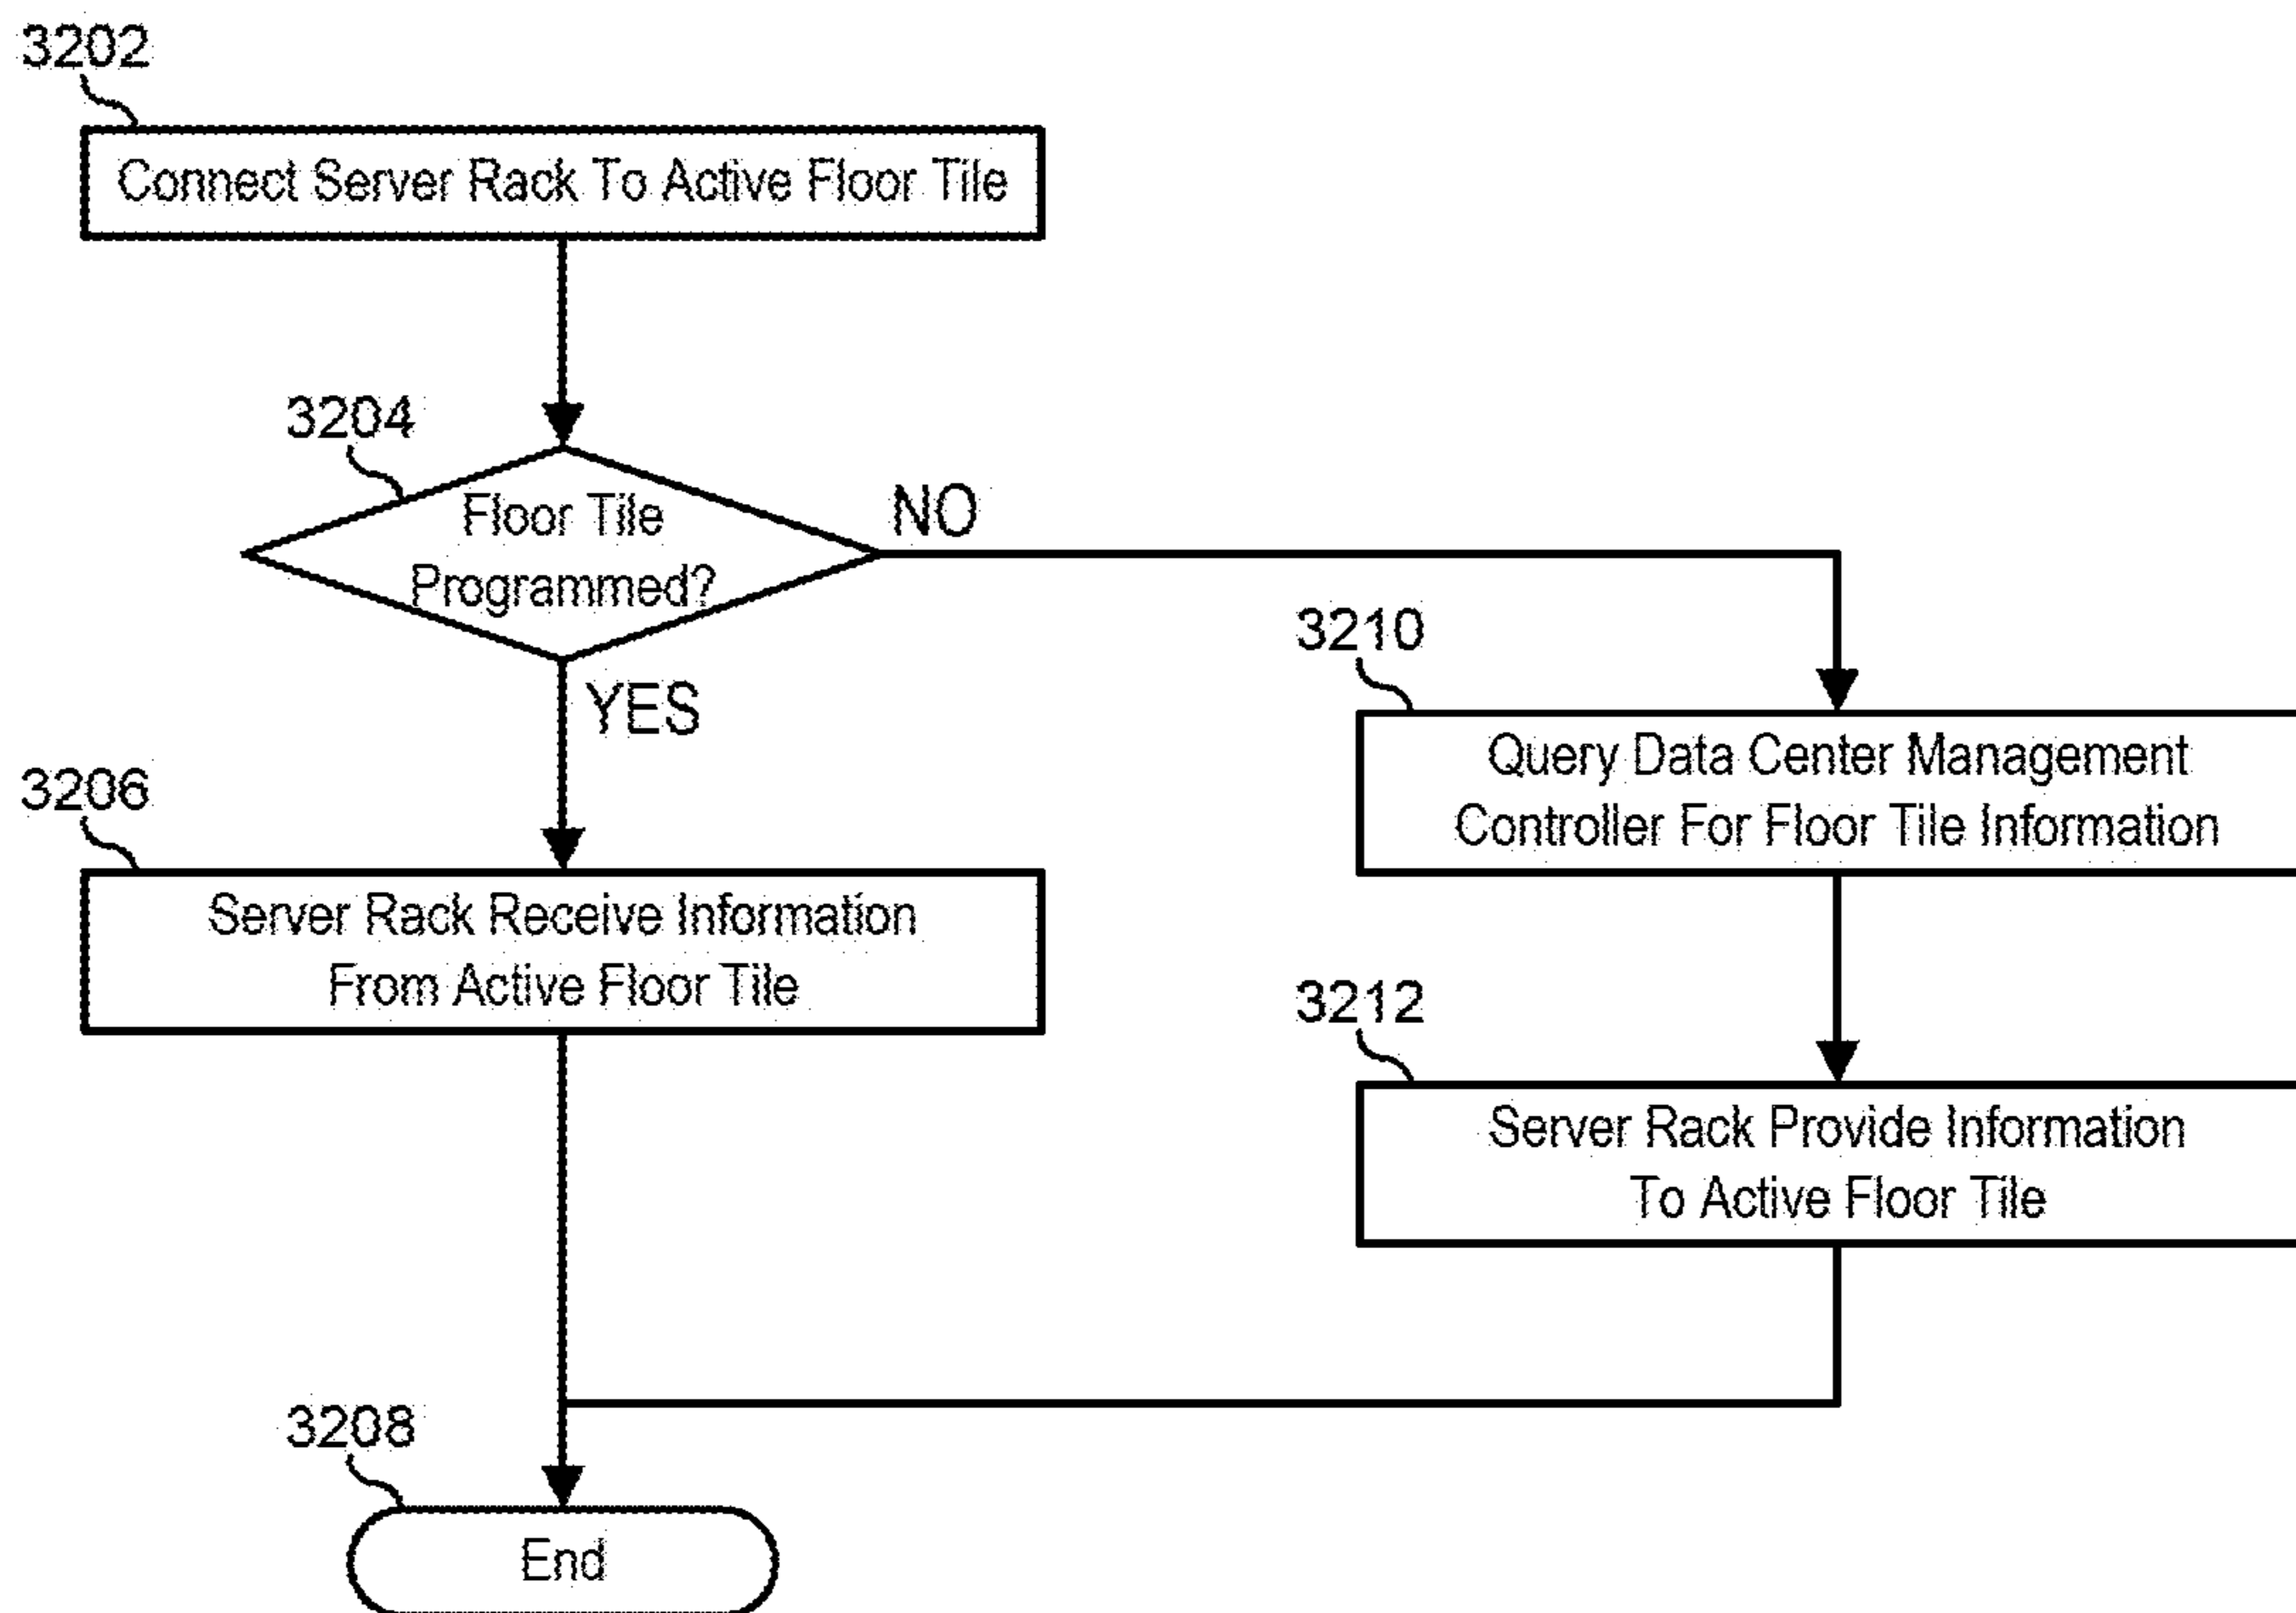 3202
Connect Server Rack To Active Floor Tile
3204
Floor Tile
Programmed?
NO
YES
3210
Query Data Center Management
Controller For Floor Tile Information
3206
Server Rack Receive Information
From Active Floor Tile
3212
Server Rack Provide Information
To Active Floor Tile
3208
End